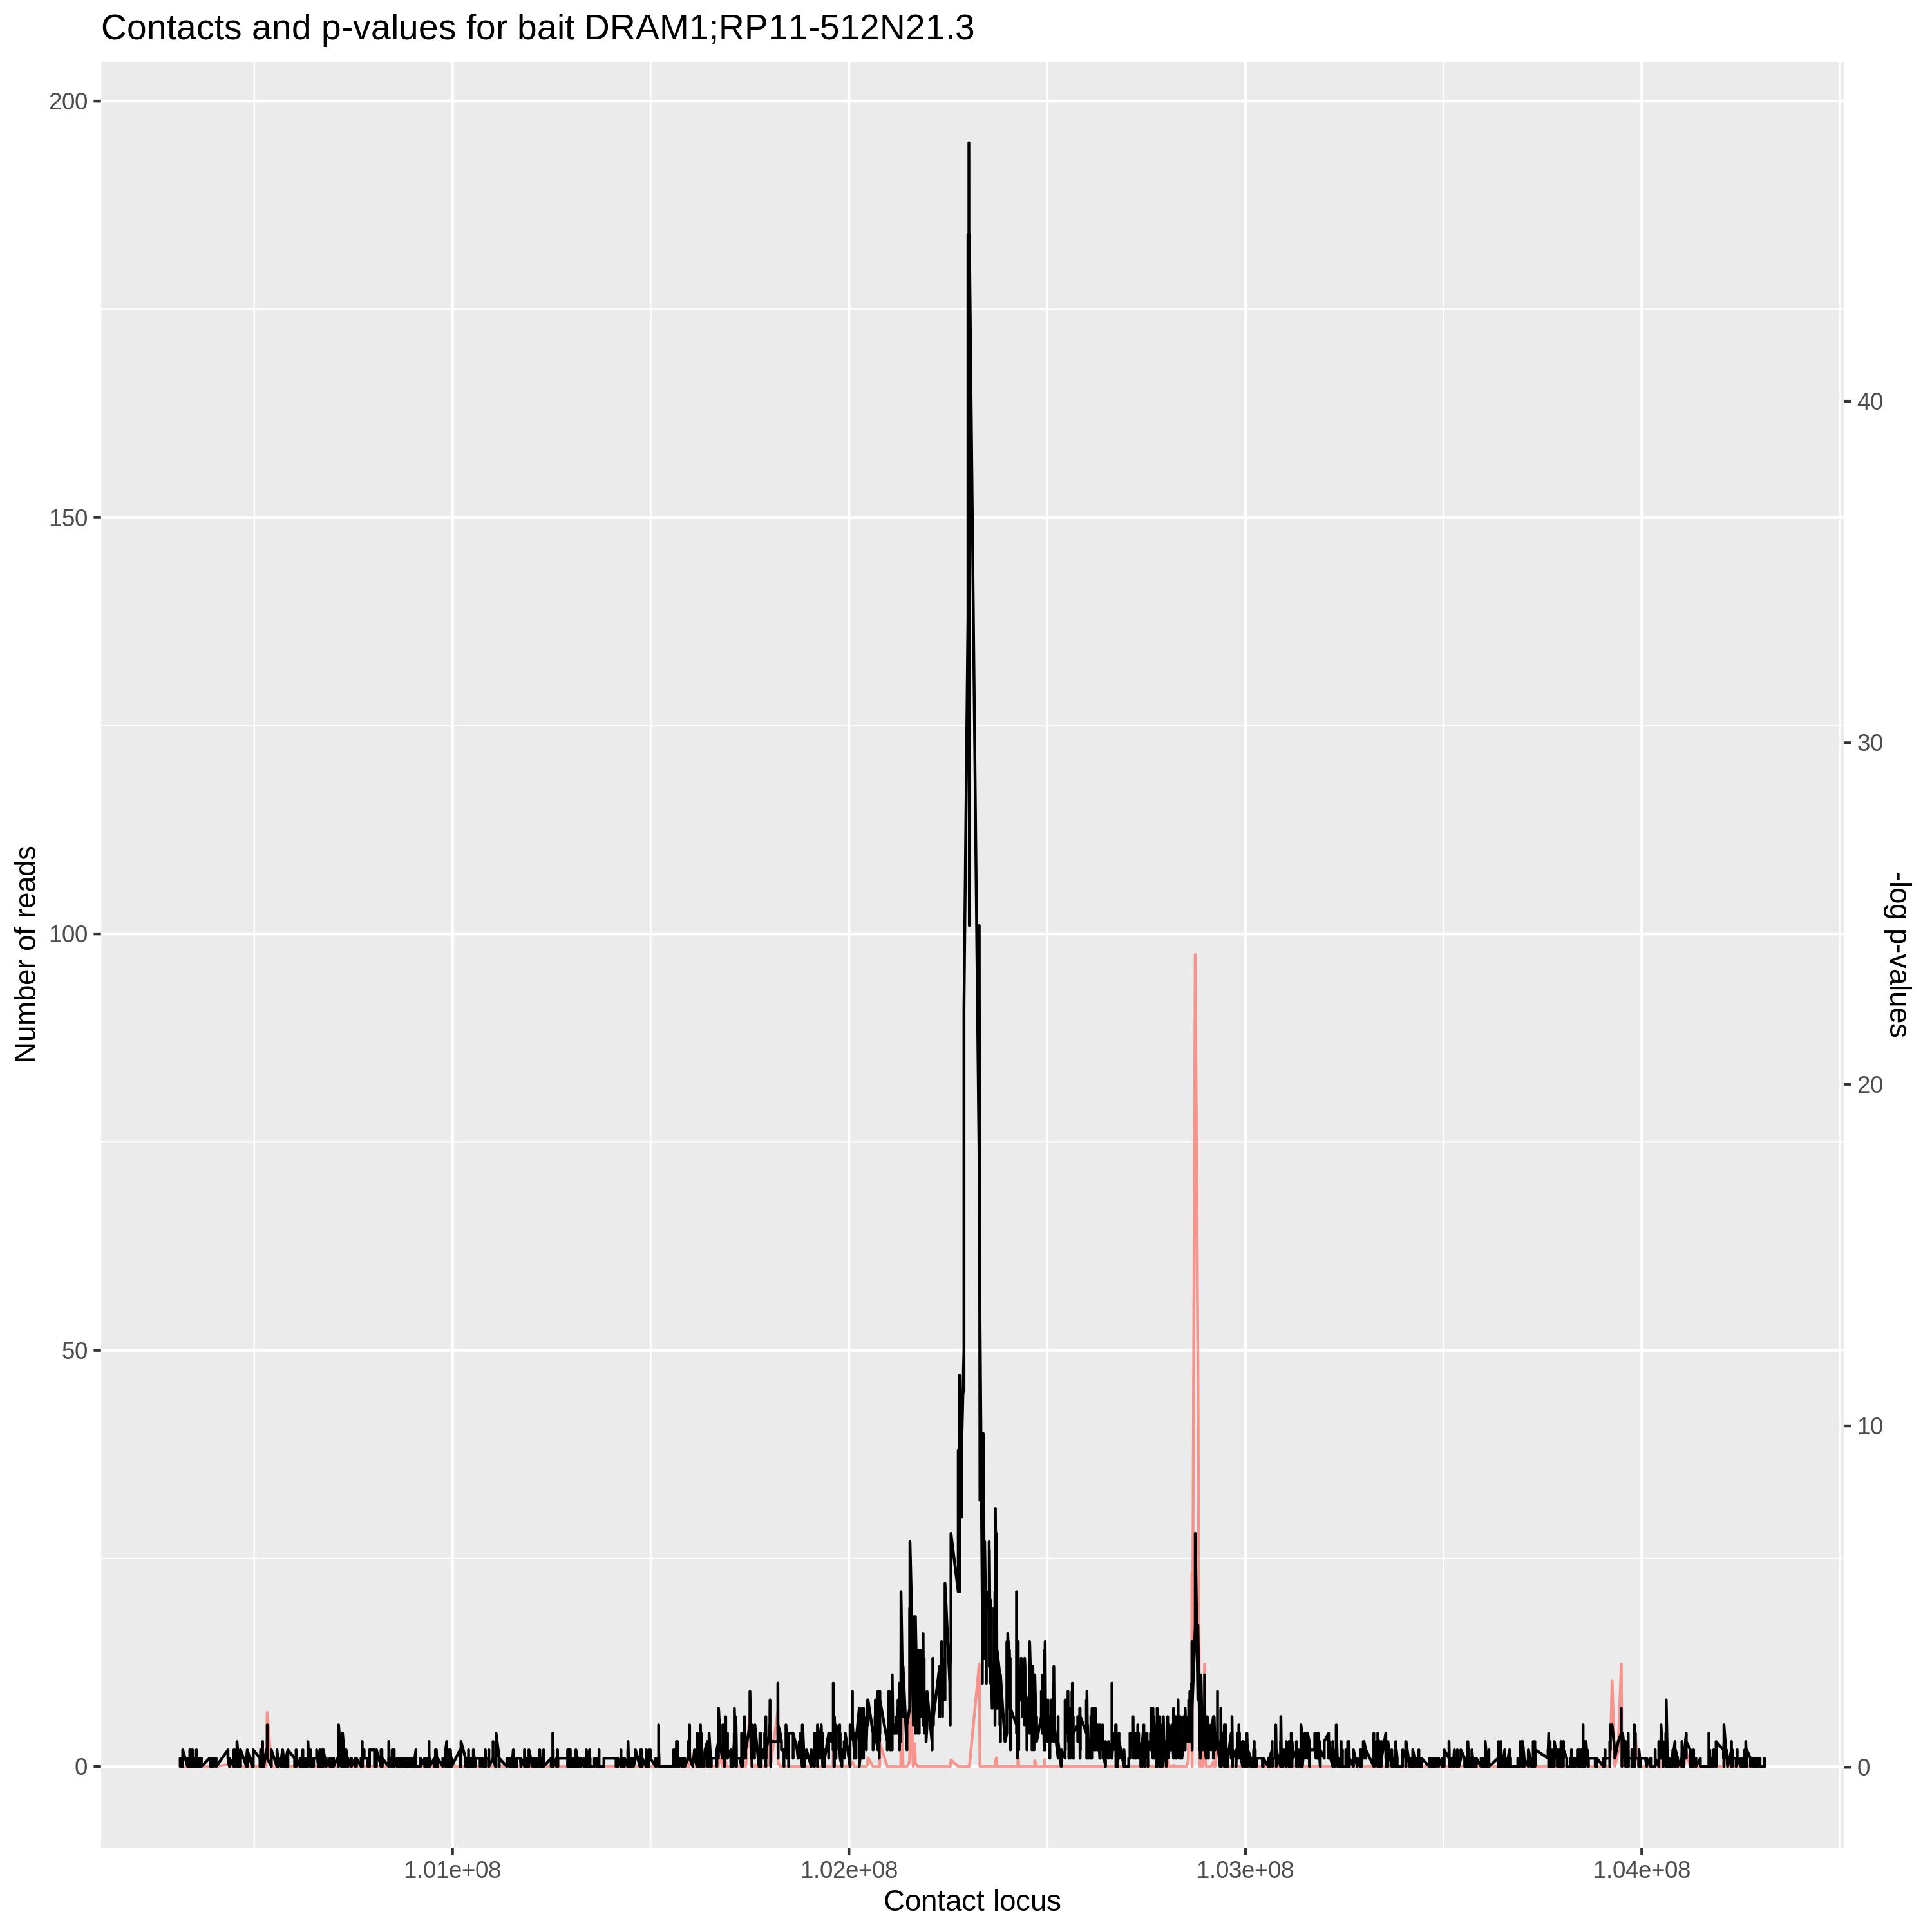 Contacts and p-values for bait DRAM1;RP11-512N21.3
200
150
100
50
0
Number of reads
40
30
20
10
0
-log p-values
1.01e+08 1.02e+08 1.03e+08 1.04e+08
Contact locus